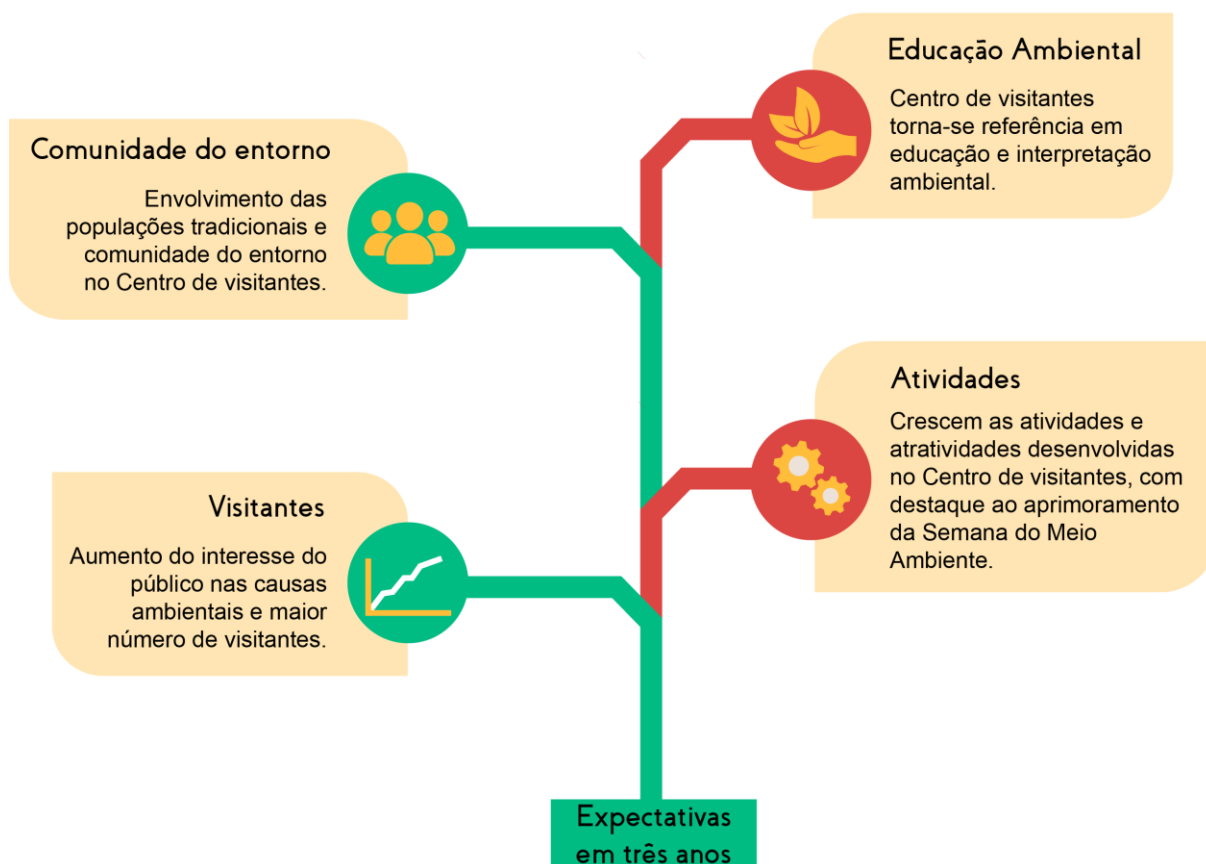 Educação Ambiental
Centro de visitantes
torna-se referência em
educação e interpretação
ambiental.
Comunidade do entorno
Envolvimento das
populações tradicionais e
comunidade do entorno
no Centro de visitantes.
Atividades
Crescem as atividades e
atratividades desenvolvidas
no Centro de visitantes, com
destaque ao aprimoramento
da Semana do Meio
Ambiente.
Visitantes
Aumento do interesse do
público nas causas
ambientais e maior
número de visitantes.
Expectativas
em três anos